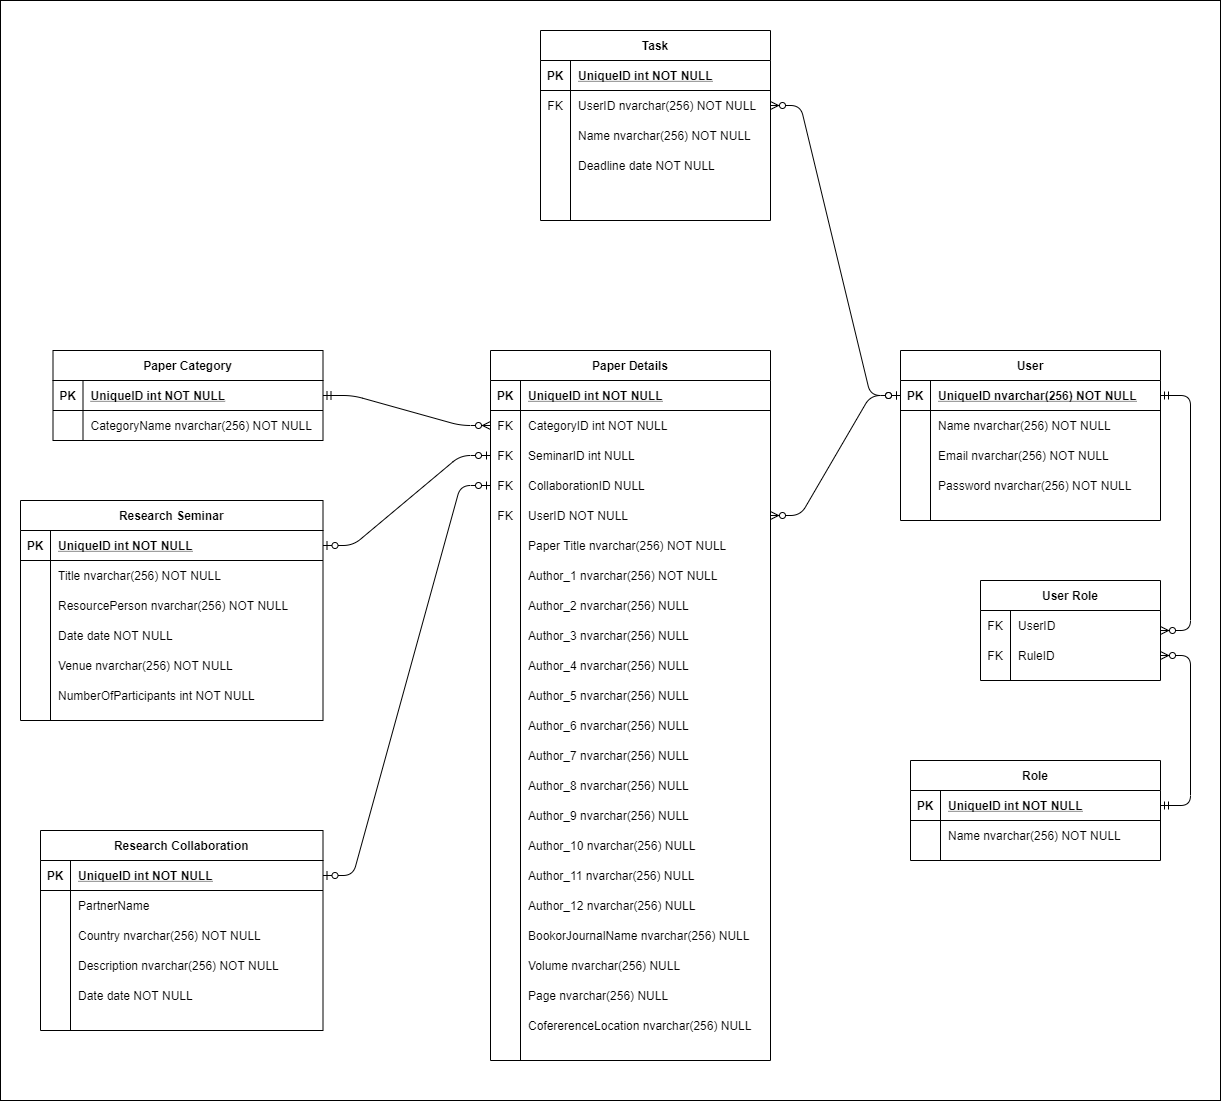 Task
PK UniqueID int NOT NULL
FK UserID nvarchar(256) NOT NULL
Name nvarchar(256) NOT NULL
Deadline date NOT NULL
Paper Category
PK UniqueID int NOT NULL
CategoryName nvarchar(256) NOT NULL
Research Seminar
PK UniqueID int NOT NULL
Title nvarchar(256) NOT NULL
ResourcePerson nvarchar(256) NOT NULL
Date date NOT NULL
Venue nvarchar(256) NOT NULL
NumberOfParticipants int NOT NULL
Research Collaboration
PK UniqueID int NOT NULL
PartnerName
Country nvarchar(256) NOT NULL
Description nvarchar(256) NOT NULL
Date date NOT NULL
Paper Details
PK UniqueID int NOT NULL
FK CategoryID int NOT NULL
FK SeminarID int NULL
FK CollaborationID NULL
FK UserID NOT NULL
Paper Title nvarchar(256) NOT NULL
Author_1 nvarchar(256) NOT NULL
Author_2 nvarchar(256) NULL
Author_3 nvarchar(256) NULL
Author_4 nvarchar(256) NULL
Author_5 nvarchar(256) NULL
Author_6 nvarchar(256) NULL
Author_7 nvarchar(256) NULL
Author_8 nvarchar(256) NULL
Author_9 nvarchar(256) NULL
Author_10 nvarchar(256) NULL
Author_11 nvarchar(256) NULL
Author_12 nvarchar(256) NULL
BookorJournalName nvarchar(256) NULL
Volume nvarchar(256) NULL
Page nvarchar(256) NULL
CofererenceLocation nvarchar(256) NULL
User
PK UniqueID nvarchar(256) NOT NULL
Name nvarchar(256) NOT NULL
Email nvarchar(256) NOT NULL
Password nvarchar(256) NOT NULL
User Role
FK UserID
FK RuleID
Role
PK UniqueID int NOT NULL
Name nvarchar(256) NOT NULL